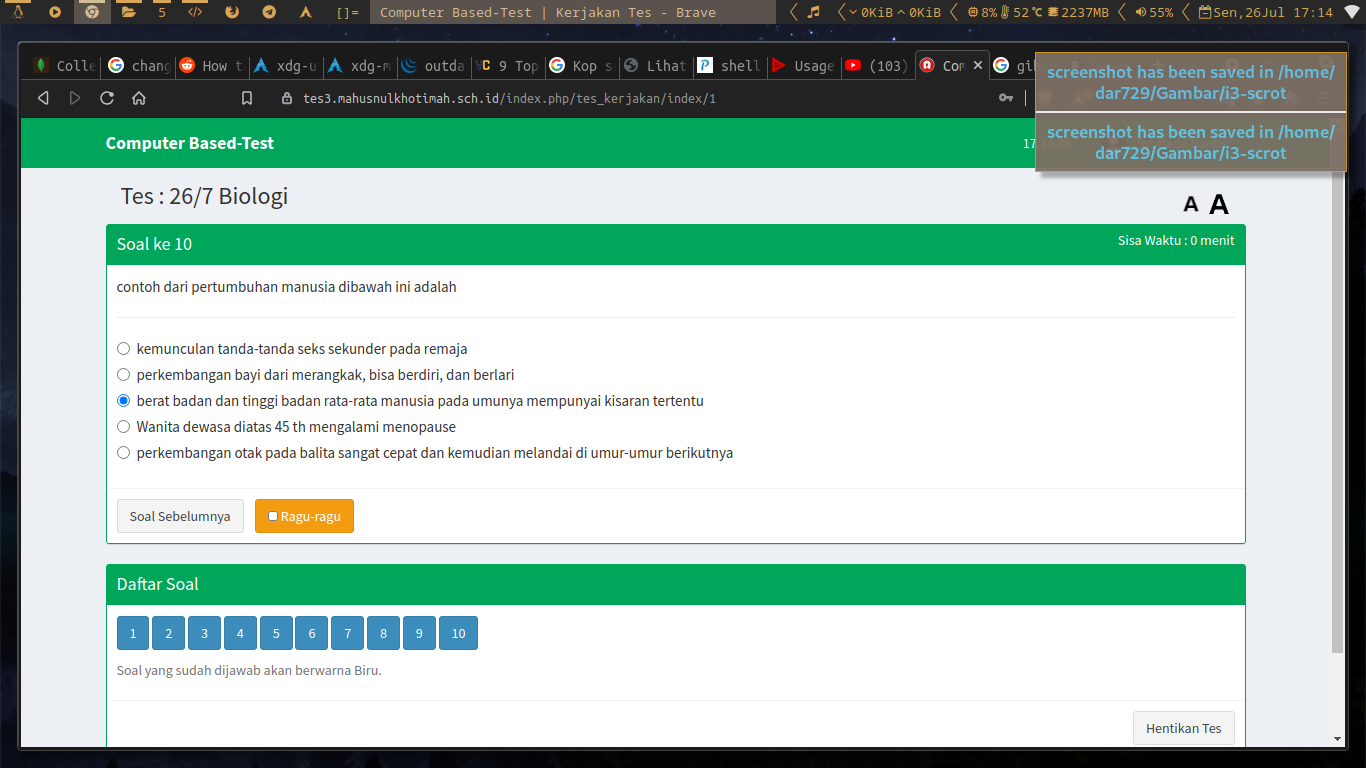 5 </> []= Computer Based-Test | Kerjakan Tes - Brave 0KiB 0KiB 8% 52℃ 2237MB 55% Sen,26Jul 17:14
Colle chang How t xdg-u xdg-m outda VC 9 Top Kop s Lihat shell Usage (103) Com gi
tes3.mahusnulkhotimah.sch.id/index.php/tes_kerjakan/index/1
screenshot has been saved in /home/
dar729/Gambar/i3-scrot
screenshot has been saved in /home/
dar729/Gambar/i3-scrot
Computer Based-Test 17
Tes : 26/7 Biologi
A A
Soal ke 10 Sisa Waktu : 0 menit
contoh dari pertumbuhan manusia dibawah ini adalah
kemunculan tanda-tanda seks sekunder pada remaja
perkembangan bayi dari merangkak, bisa berdiri, dan berlari
berat badan dan tinggi badan rata-rata manusia pada umunya mempunyai kisaran tertentu
Wanita dewasa diatas 45 th mengalami menopause
perkembangan otak pada balita sangat cepat dan kemudian melandai di umur-umur berikutnya
Soal Sebelumnya Ragu-ragu
Daftar Soal
1 2 3 4 5 6 7 8 9 10
Soal yang sudah dijawab akan berwarna Biru.
Hentikan Tes